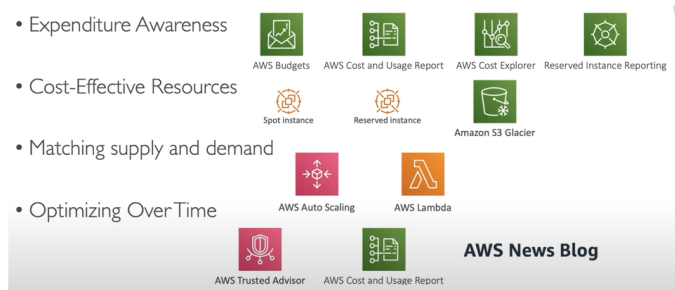 • Expenditure Awareness
AWS Budgets AWS Cost and Usage Report AWS Cost Explorer Reserved Instance Reporting
• Cost-Effective Resources
Spot instance Reserved instance Amazon S3 Glacier
• Matching supply and demand
AWS Auto Scaling AWS Lambda
• Optimizing Over Time
AWS Trusted Advisor AWS Cost and Usage Report AWS News Blog